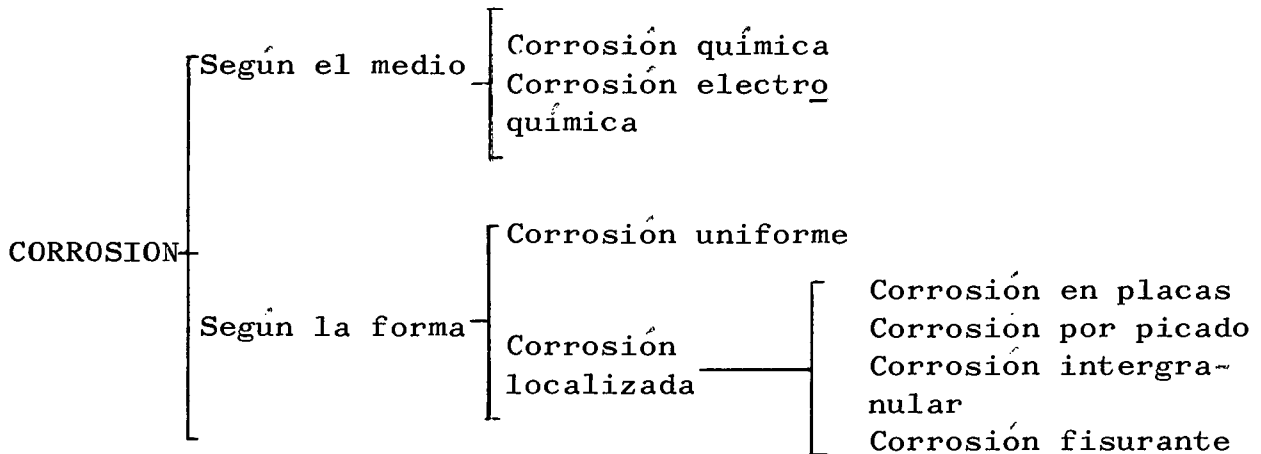 Según el medio
Corrosión química
Corrosión electro
química
CORROSION
Según la forma
Corrosión uniforme
Corrosión
localizada
Corrosión en placas
Corrosión por picado
Corrosión intergra-
nular
Corrosión fisurante